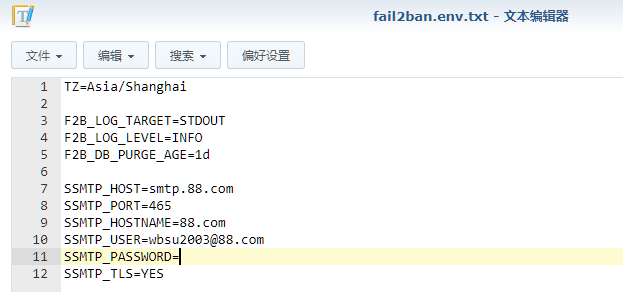 fail2ban.env.txt - 文本编辑器
文件 编辑 搜索 偏好设置
1 TZ=Asia/Shanghai
2
3 F2B_LOG_TARGET=STDOUT
4 F2B_LOG_LEVEL=INFO
5 F2B_DB_PURGE_AGE=1d
6
7 SSMTP_HOST=smtp.88.com
8 SSMTP_PORT=465
9 SSMTP_HOSTNAME=88.com
10 SSMTP_USER=wbsu2003@88.com
11 SSMTP_PASSWORD=
12 SSMTP_TLS=YES